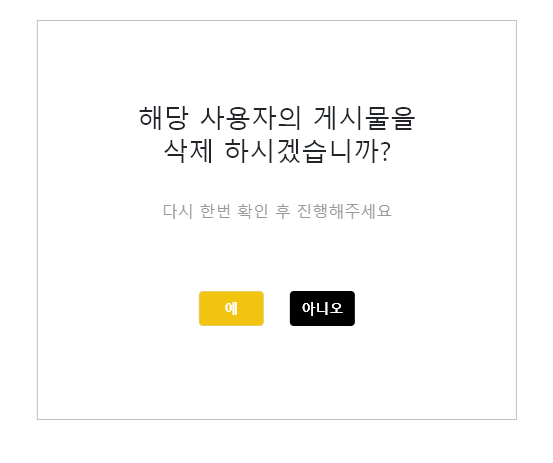 해당 사용자의 게시물을
삭제 하시겠습니까?
다시 한번 확인 후 진행해주세요
예
아니오